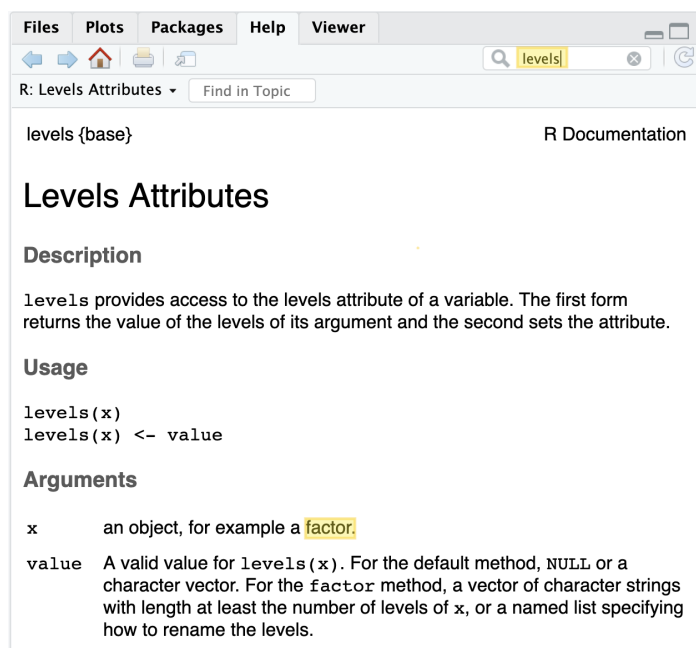 Files Plots Packages Help Viewer
levels
R: Levels Attributes Find in Topic
levels {base} R Documentation
Levels Attributes
Description
levels provides access to the levels attribute of a variable. The first form
returns the value of the levels of its argument and the second sets the attribute.
Usage
levels(x)
levels(x) <- value
Arguments
x an object, for example a factor.
value A valid value for levels(x). For the default method, NULL or a
character vector. For the factor method, a vector of character strings
with length at least the number of levels of x, or a named list specifying
how to rename the levels.